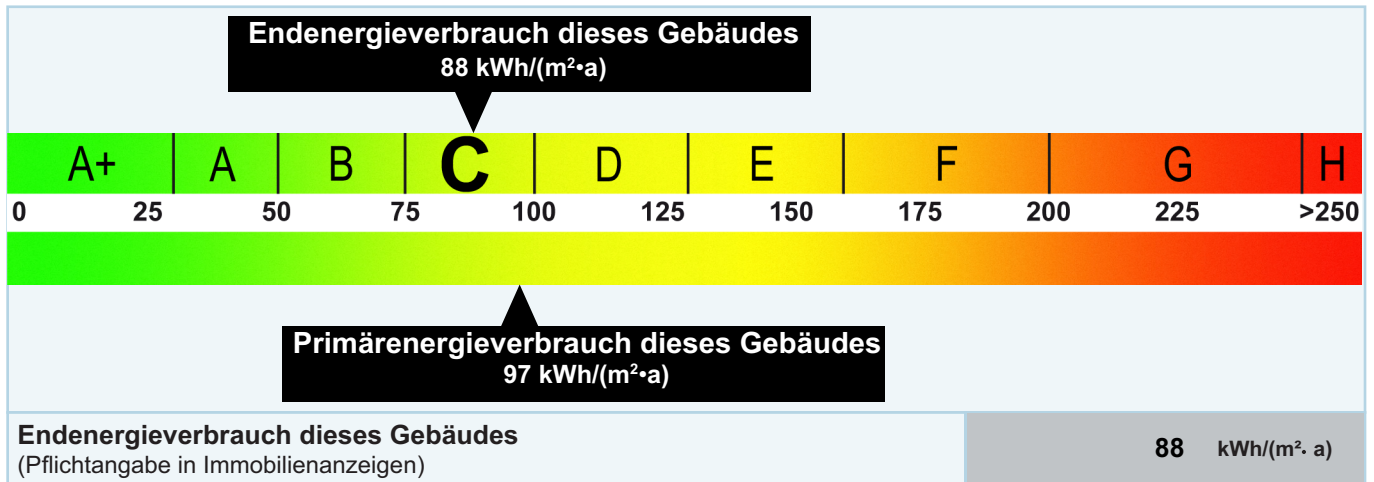 Endenergieverbrauch dieses Gebäudes
88 kWh/(m²•a)
A+ A B C D E F G H
0 25 50 75 100 125 150 175 200 225 >250
Primärenergieverbrauch dieses Gebäudes
97 kWh/(m²•a)
Endenergieverbrauch dieses Gebäudes
(Pflichtangabe in Immobilienanzeigen)
88 kWh/(m²· a)